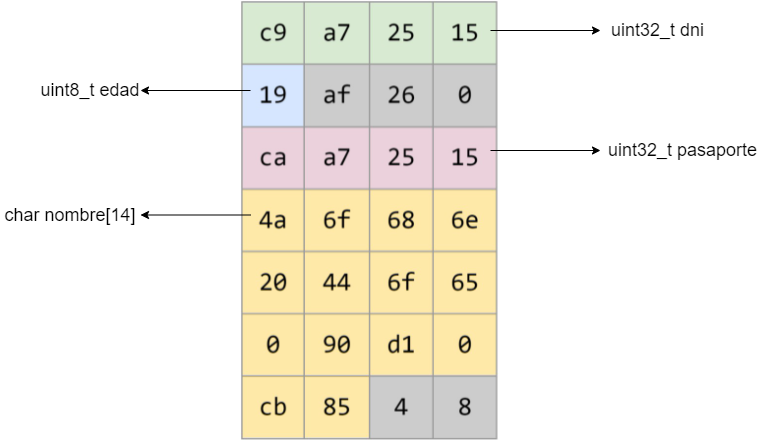 c9 a7 25 15 uint32_t dni
uint8_t edad 19 af 26 0
ca a7 25 15 uint32_t pasaporte
char nombre[14] 4a 6f 68 6e
20 44 6f 65
0 90 d1 0
cb 85 4 8